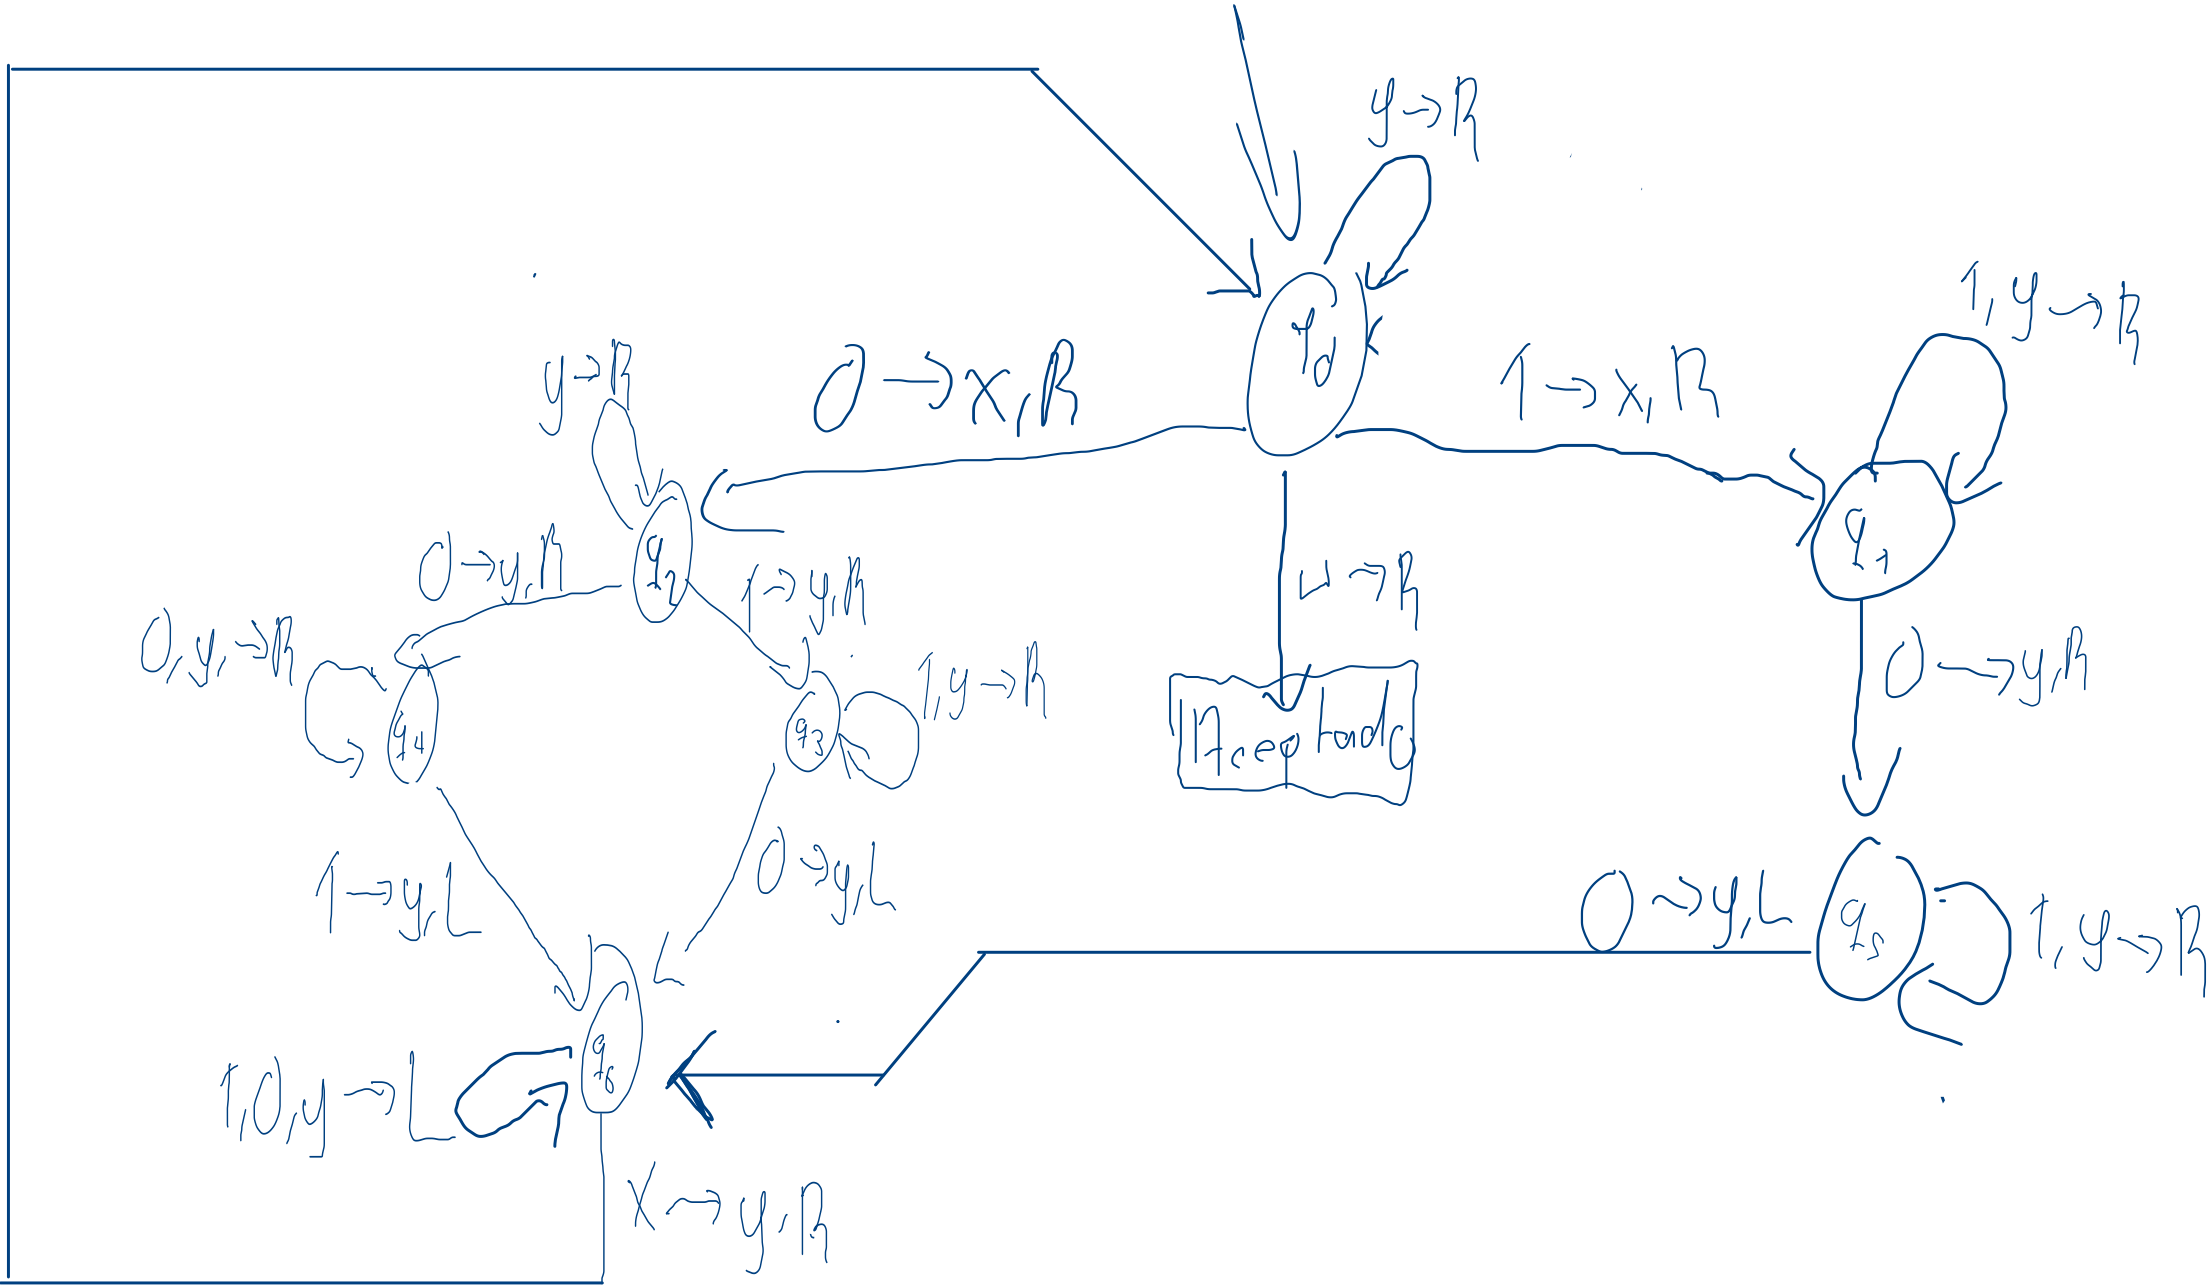 y→R
q0
0→x,R
1→x,R
1,y→R
y→R
q2
q1
0→y,R
1→y,R
⊔→R
0→y,R
0,y,→R
q4
q3
1,y→R
Aceptado
1→y,L
0→y,L
0→y,L
q5
1,y→R
q6
1,0,y→L
x→y,R